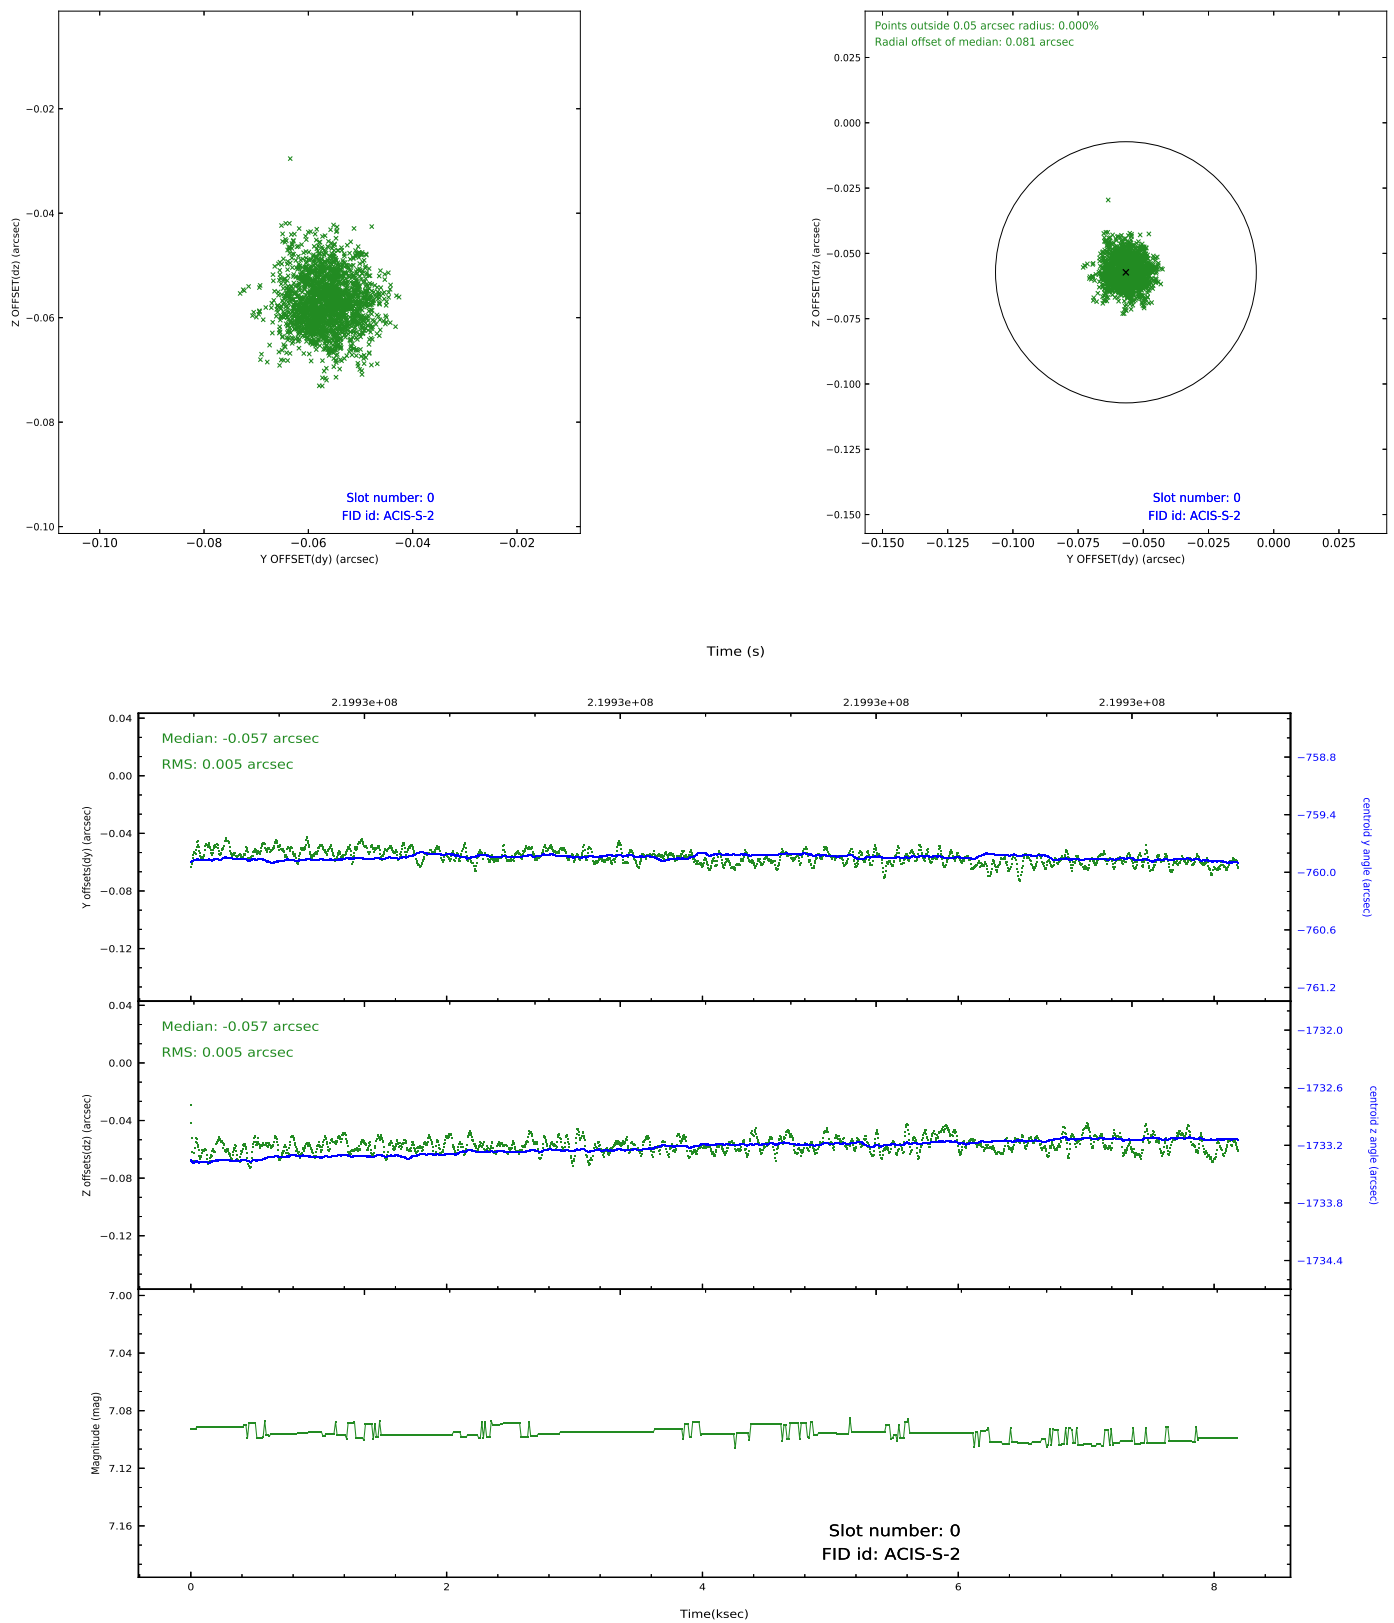 −0.02
−0.04
−0.06
−0.08
−0.10
Z OFFSET(dz) (arcsec)
Slot number: 0
FID id: ACIS-S-2
−0.10 −0.08 −0.06 −0.04 −0.02
Y OFFSET(dy) (arcsec)
Points outside 0.05 arcsec radius: 0.000%
Radial offset of median: 0.081 arcsec
0.025
0.000
−0.025
−0.050
−0.075
−0.100
−0.125
−0.150
Z OFFSET(dz) (arcsec)
Slot number: 0
FID id: ACIS-S-2
−0.150 −0.125 −0.100 −0.075 −0.050 −0.025 0.000 0.025
Y OFFSET(dy) (arcsec)
Time (s)
2.1993e+08 2.1993e+08 2.1993e+08 2.1993e+08
Median: -0.057 arcsec
RMS: 0.005 arcsec
0.04
0.00
−0.04
−0.08
−0.12
Y offsets(dy) (arcsec)
−758.8
−759.4
−760.0
−760.6
−761.2
centroid y angle (arcsec)
Median: -0.057 arcsec
RMS: 0.005 arcsec
0.04
0.00
−0.04
−0.08
−0.12
Z offsets(dz) (arcsec)
−1732.0
−1732.6
−1733.2
−1733.8
−1734.4
centroid z angle (arcsec)
7.00
7.04
7.08
7.12
7.16
Magnitude (mag)
Slot number: 0
FID id: ACIS-S-2
0 2 4 6 8
Time(ksec)